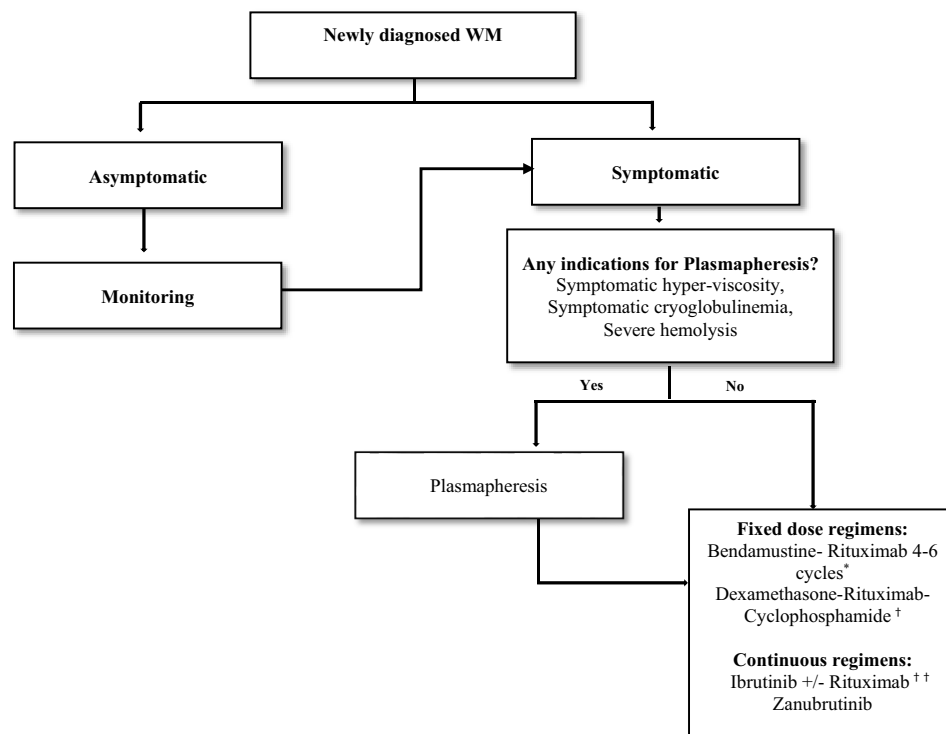 Newly diagnosed WM
Asymptomatic
Symptomatic
Monitoring
Any indications for Plasmapheresis?
Symptomatic hyper-viscosity,
Symptomatic cryoglobulinemia,
Severe hemolysis
Yes
No
Plasmapheresis
Fixed dose regimens:
Bendamustine- Rituximab 4-6
cycles*
Dexamethasone-Rituximab-
Cyclophosphamide †
Continuous regimens:
Ibrutinib +/- Rituximab † †
Zanubrutinib